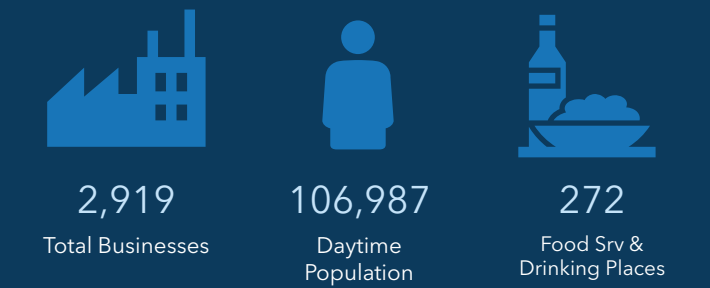 2,919
Total Businesses
106,987
Daytime
Population
272
Food Srv &
Drinking Places